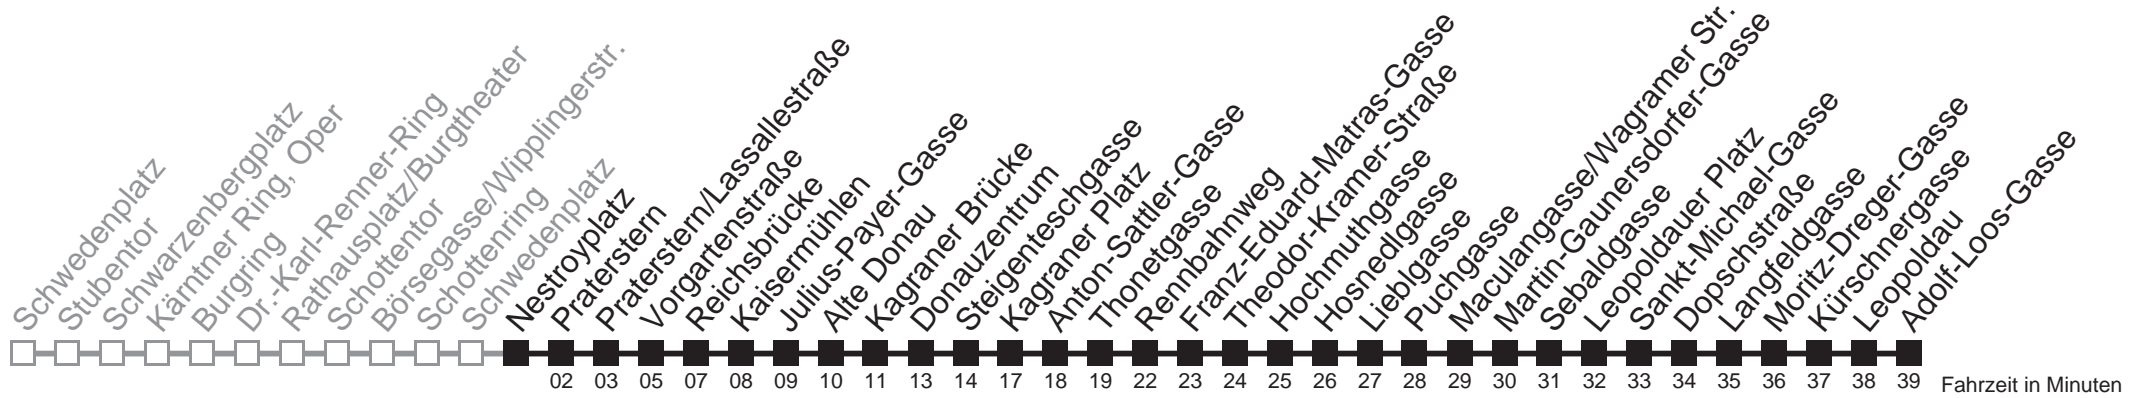 Schwedenplatz
Stubentor
Schwarzenbergplatz
Kärntner Ring, Oper
Burgring
Dr.-Karl-Renner-Ring
Rathausplatz/Burgtheater
Schottentor
Börsegasse/Wipplingerstr.
Schottenring
Schwedenplatz
Nestroyplatz
Praterstern
Praterstern/Lassallestraße
Vorgartenstraße
Reichsbrücke
Kaisermühlen
Julius-Payer-Gasse
Alte Donau
Kagraner Brücke
Donauzentrum
Steigenteschgasse
Kagraner Platz
Anton-Sattler-Gasse
Thonetgasse
Rennbahnweg
Franz-Eduard-Matras-Gasse
Theodor-Kramer-Straße
Hochmuthgasse
Hosnedlgasse
Lieblgasse
Puchgasse
Maculangasse/Wagramer Str.
Martin-Gaunersdorfer-Gasse
Sebaldgasse
Leopoldauer Platz
Sankt-Michael-Gasse
Dopschstraße
Langfeldgasse
Moritz-Dreger-Gasse
Kürschnergasse
Leopoldau
Adolf-Loos-Gasse
02 03 05 07 08 09 10 11 13 14 17 18 19 22 23 24 25 26 27 28 29 30 31 32 33 34 35 36 37 38 39 Fahrzeit in Minuten